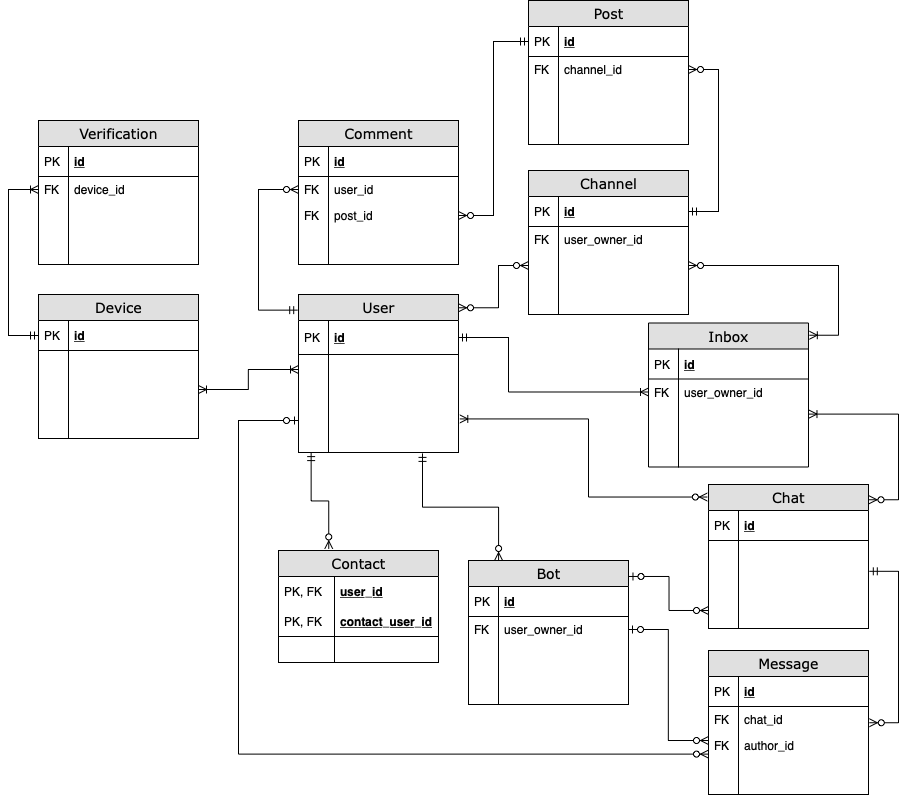 Post
PK id
FK channel_id
Verification
PK id
FK device_id
Comment
PK id
FK user_id
FK post_id
Channel
PK id
FK user_owner_id
Device
PK id
User
PK id
Inbox
PK id
FK user_owner_id
Chat
PK id
Contact
PK, FK user_id
PK, FK contact_user_id
Bot
PK id
FK user_owner_id
Message
PK id
FK chat_id
FK author_id